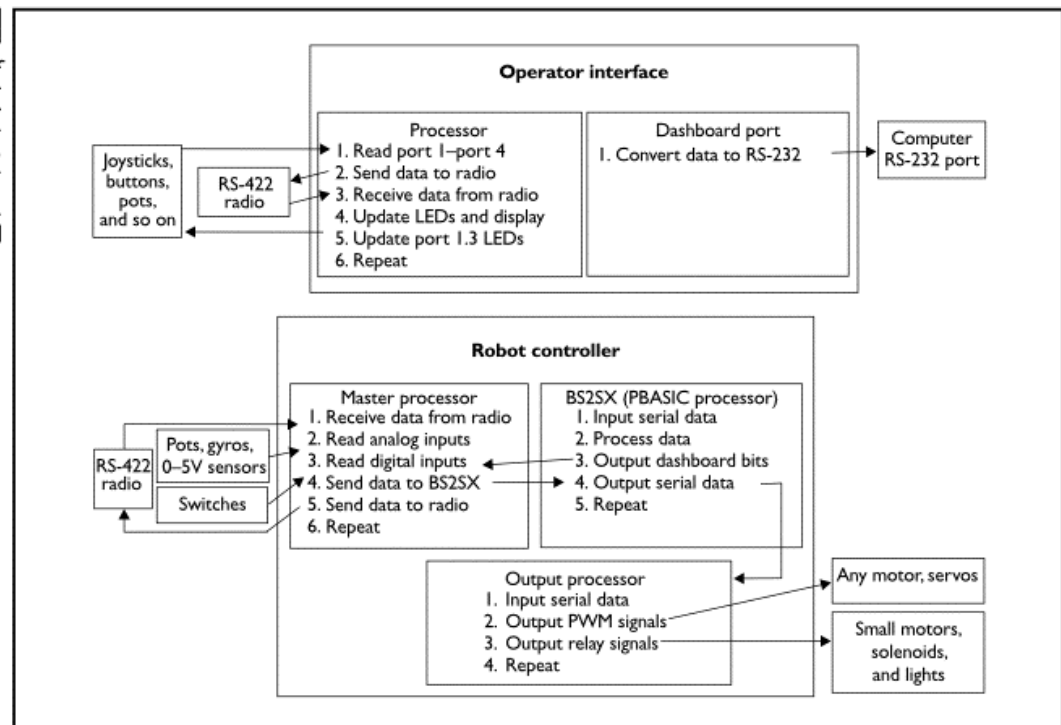 Operator interface
Processor
1. Read port 1–port 4
2. Send data to radio
3. Receive data from radio
4. Update LEDs and display
5. Update port 1.3 LEDs
6. Repeat
Dashboard port
1. Convert data to RS-232
Joysticks,
buttons,
pots,
and so on
RS-422
radio
Computer
RS-232 port
Robot controller
Master processor
1. Receive data from radio
2. Read analog inputs
3. Read digital inputs
4. Send data to BS2SX
5. Send data to radio
6. Repeat
BS2SX (PBASIC processor)
1. Input serial data
2. Process data
3. Output dashboard bits
4. Output serial data
5. Repeat
RS-422
radio
Pots, gyros,
0–5V sensors
Switches
Output processor
1. Input serial data
2. Output PWM signals
3. Output relay signals
4. Repeat
Any motor, servos
Small motors,
solenoids,
and lights